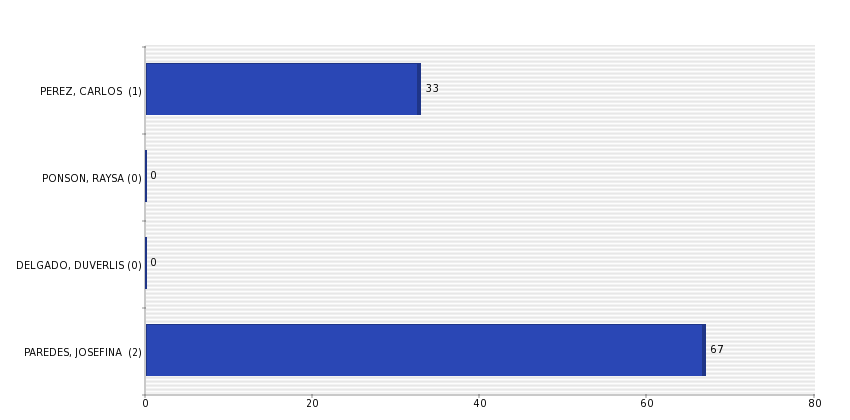 PEREZ, CARLOS (1)
33
PONSON, RAYSA (0)
0
DELGADO, DUVERLIS (0)
0
PAREDES, JOSEFINA (2)
67
0 20 40 60 80